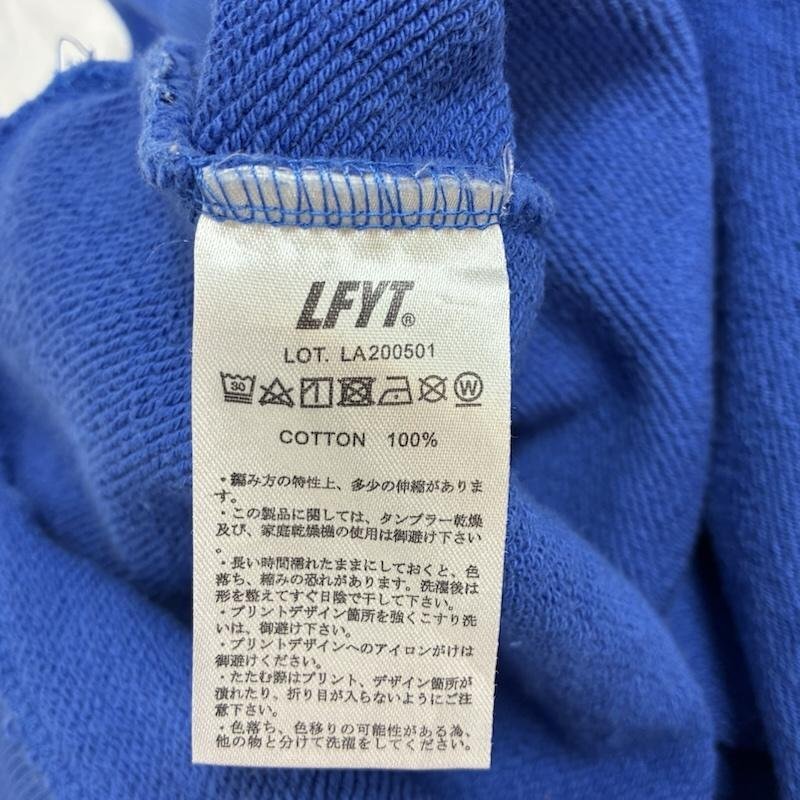 LFYT®
LOT. LA200501
30 W
COTTON 100%
・編み方の特性上、多少の伸縮がありま
す。
・この製品に関しては、タンブラー乾燥
及び、家庭乾燥機の使用は御避け下さい
。
・長い時間濡れたままにしておくと、色
落ち、縮みの恐れがあります。洗濯後は
形を整えてすぐ日陰で干して下さい。
・プリントデザイン箇所を強くこすり洗
いは、御避け下さい。
・プリントデザインへのアイロンがけは
御避けください。
・たたむ際はプリント、デザイン箇所が
潰れたり、折り目が入らないようにご注
意下さい。
・色落ち、色移りの可能性がある為、
他の物と分けて洗濯をしてください。